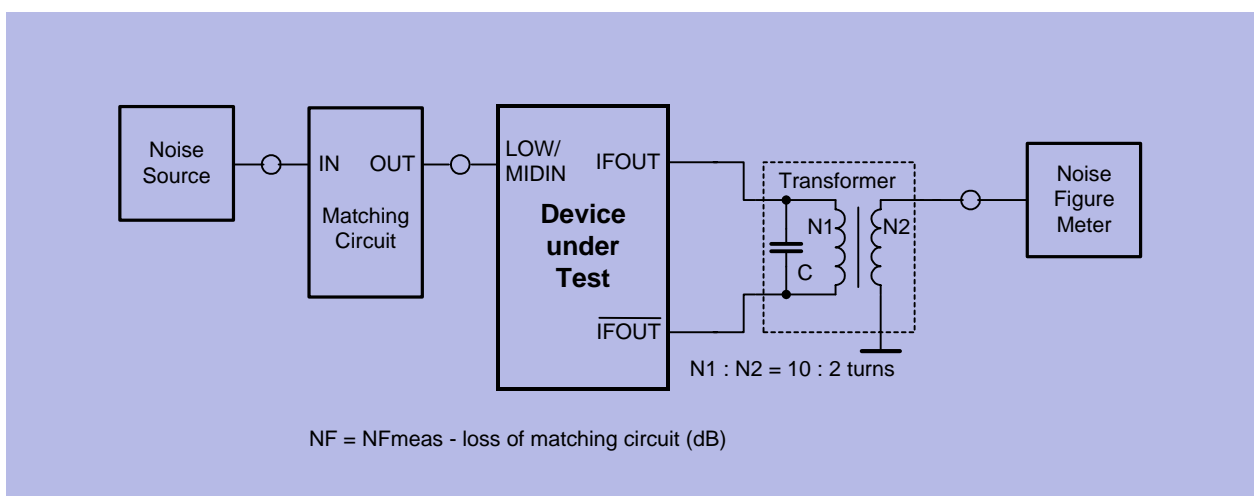 Noise
Source
IN OUT
Matching
Circuit
LOW/
MIDIN
IFOUT
Device
under
Test
IFOUT
Transformer
N1 N2
C
Noise
Figure
Meter
N1 : N2 = 10 : 2 turns
NF = NFmeas - loss of matching circuit (dB)